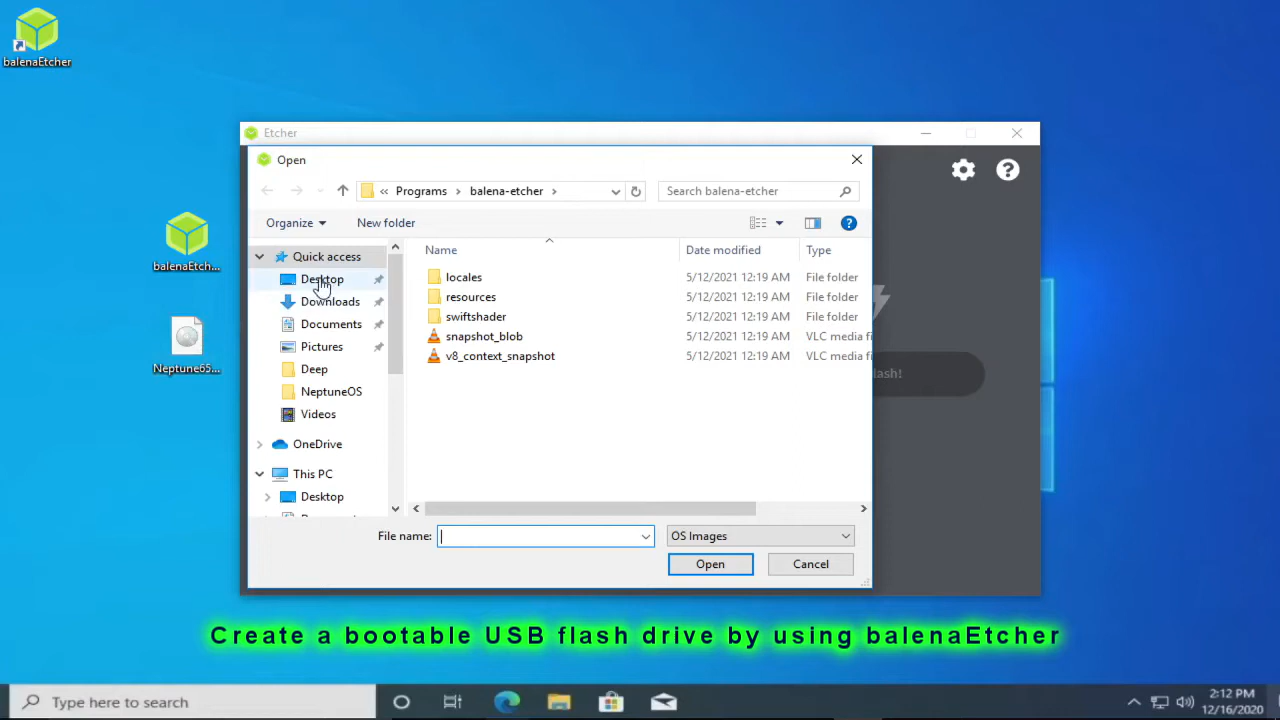 balenaEtcher
Etcher
Open
« Programs › balena-etcher ›
Search balena-etcher
Organize
New folder
Quick access
Desktop
Downloads
Documents
Pictures
Deep
NeptuneOS
Videos
OneDrive
This PC
Desktop
Name Date modified Type
locales 5/12/2021 12:19 AM File folder
resources 5/12/2021 12:19 AM File folder
swiftshader 5/12/2021 12:19 AM File folder
snapshot_blob 5/12/2021 12:19 AM VLC media fi
v8_context_snapshot 5/12/2021 12:19 AM VLC media fi
balenaEtch...
Neptune65...
File name:
OS Images
Open
Cancel
Create a bootable USB flash drive by using balenaEtcher
Type here to search
2:12 PM
12/16/2020